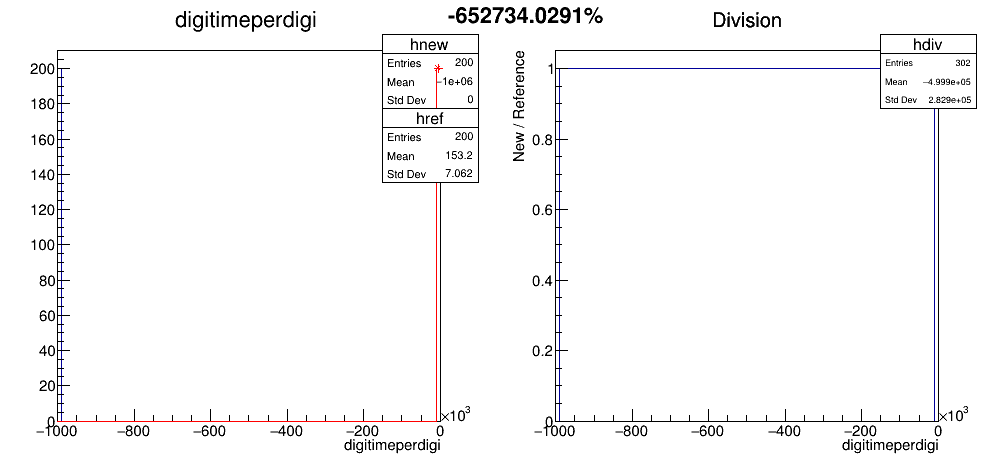 digitimeperdigi
-652734.0291%
Division
hnew
Entries 200
Mean −1e+06
Std Dev 0
href
Entries 200
Mean 153.2
Std Dev 7.062
200
180
160
140
120
100
80
60
40
20
0
−1000 −800 −600 −400 −200 0
×10³
digitimeperdigi
hdiv
Entries 302
Mean −4.999e+05
Std Dev 2.829e+05
New / Reference
1
0.8
0.6
0.4
0.2
0
−1000 −800 −600 −400 −200 0
×10³
digitimeperdigi